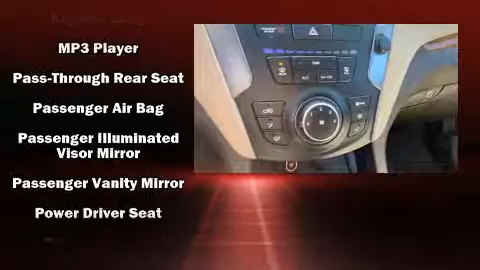 MP3 Player
Pass-Through Rear Seat
Passenger Air Bag
Passenger Illuminated
Visor Mirror
Passenger Vanity Mirror
Power Driver Seat